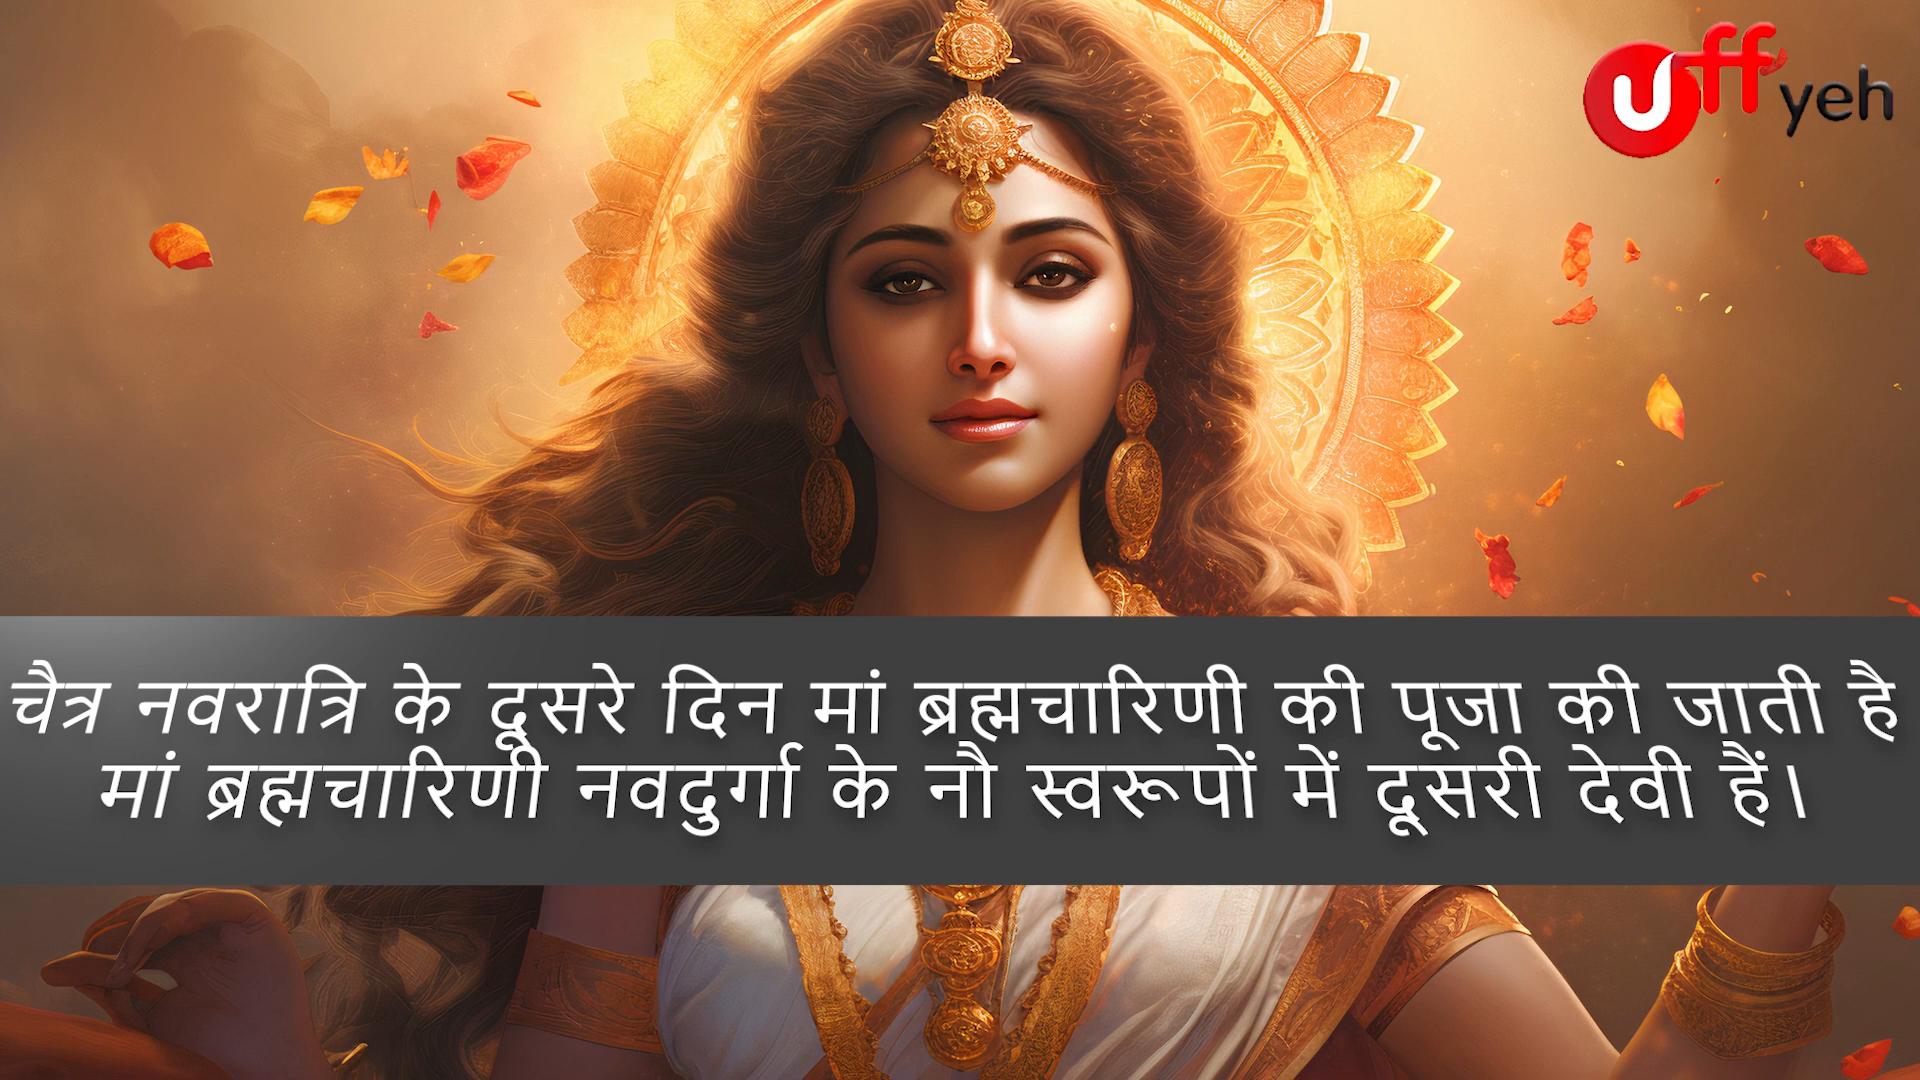 Uff yeh
चैत्र नवरात्रि के दूसरे दिन मां ब्रह्मचारिणी की पूजा की जाती है
मां ब्रह्मचारिणी नवदुर्गा के नौ स्वरूपों में दूसरी देवी हैं।